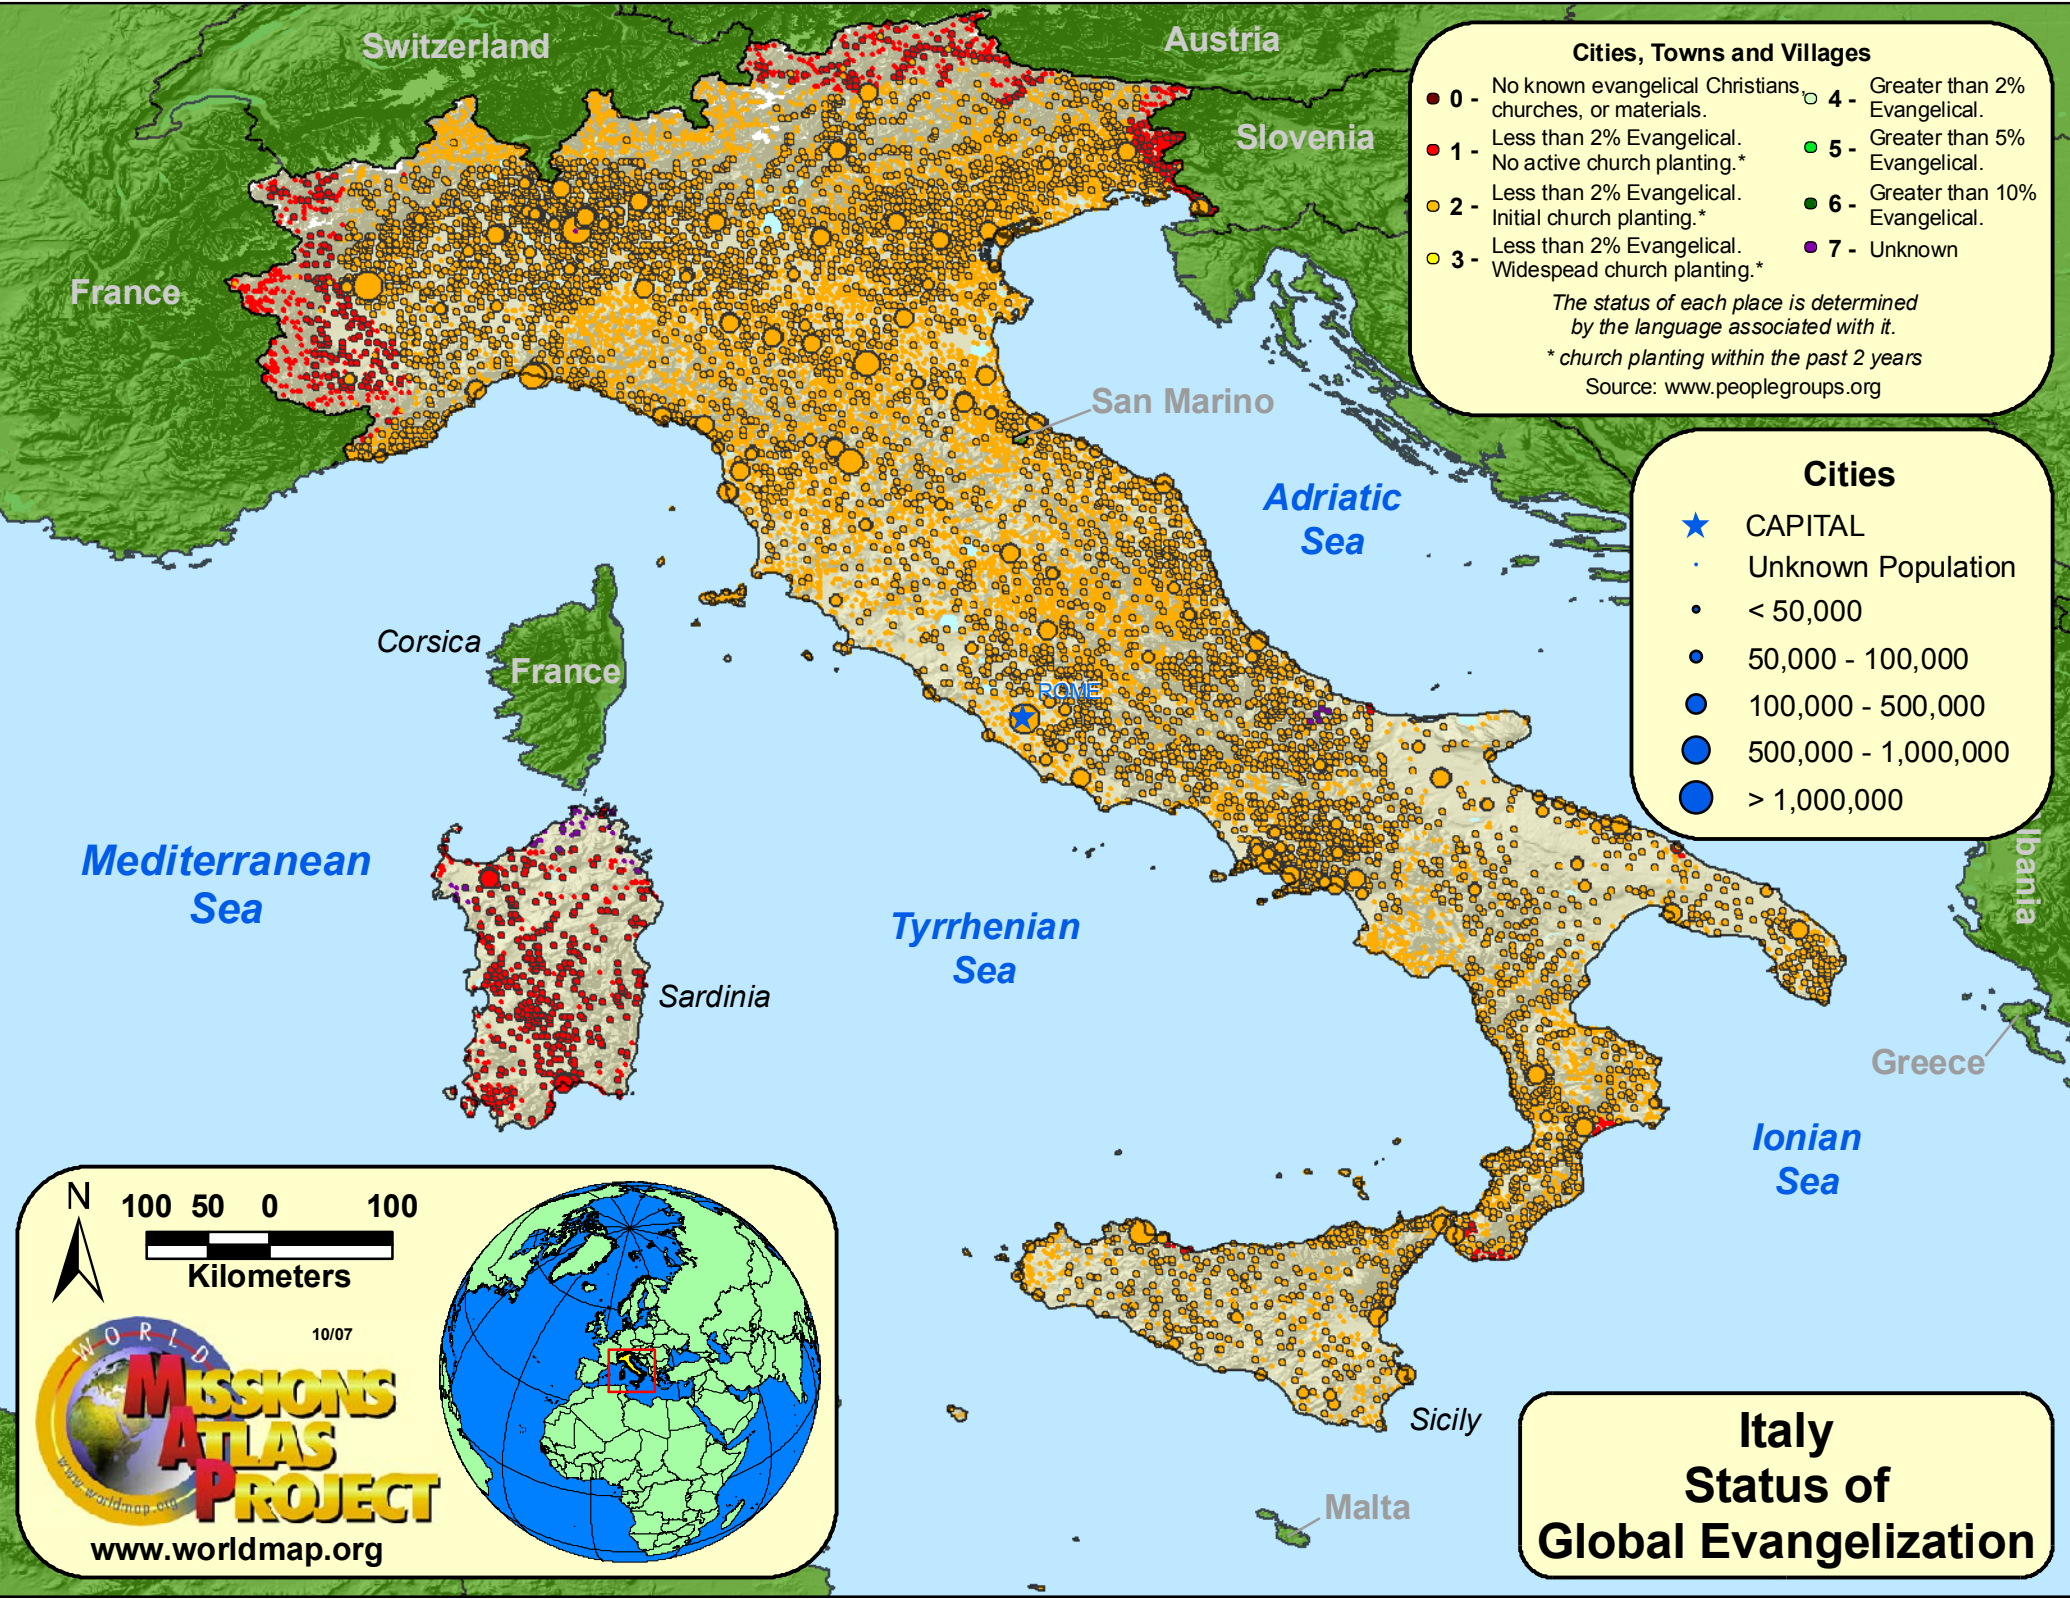 Switzerland
Austria
Slovenia
France
San Marino
Adriatic
Sea
Corsica
France
ROME
Mediterranean
Sea
Tyrrhenian
Sea
Sardinia
lbania
Greece
Ionian
Sea
Sicily
Malta
Cities, Towns and Villages
0 - No known evangelical Christians,
churches, or materials.
1 - Less than 2% Evangelical.
No active church planting.*
2 - Less than 2% Evangelical.
Initial church planting.*
3 - Less than 2% Evangelical.
Widespead church planting.*
4 - Greater than 2%
Evangelical.
5 - Greater than 5%
Evangelical.
6 - Greater than 10%
Evangelical.
7 - Unknown
The status of each place is determined
by the language associated with it.
* church planting within the past 2 years
Source: www.peoplegroups.org
Cities
CAPITAL
Unknown Population
< 50,000
50,000 - 100,000
100,000 - 500,000
500,000 - 1,000,000
> 1,000,000
N
100 50 0 100
Kilometers
10/07
WORLD
MISSIONS
ATLAS
PROJECT
www.worldmap.org
www.worldmap.org
Italy
Status of
Global Evangelization